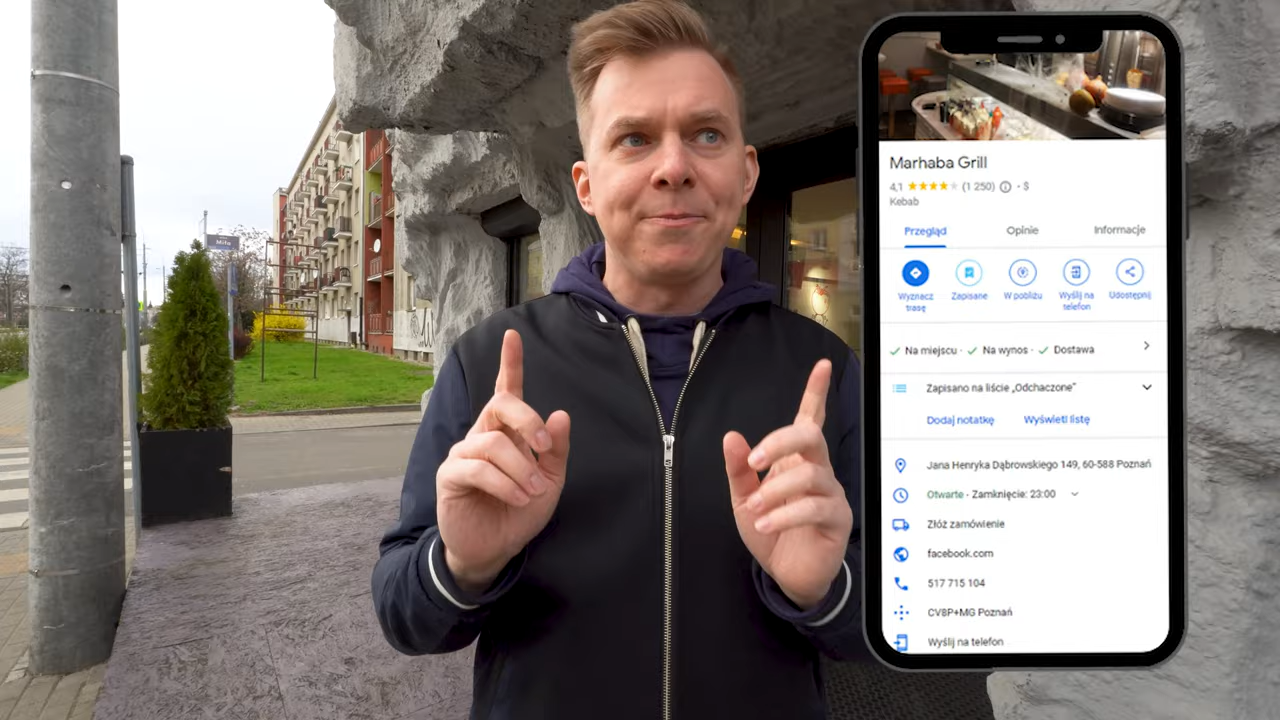 Miła
Marhaba Grill
4,1 (1 250) · $
Kebab
Przegląd Opinie Informacje
Wyznacz trasę
Zapisane
W pobliżu
Wyślij na telefon
Udostępnij
Na miejscu · Na wynos · Dostawa
Zapisano na liście „Odchaczone”
Dodaj notatkę Wyświetl listę
Jana Henryka Dąbrowskiego 149, 60-588 Poznań
Otwarte · Zamknięcie: 23:00
Złóż zamówienie
facebook.com
517 715 104
CV8P+MG Poznań
Wyślij na telefon